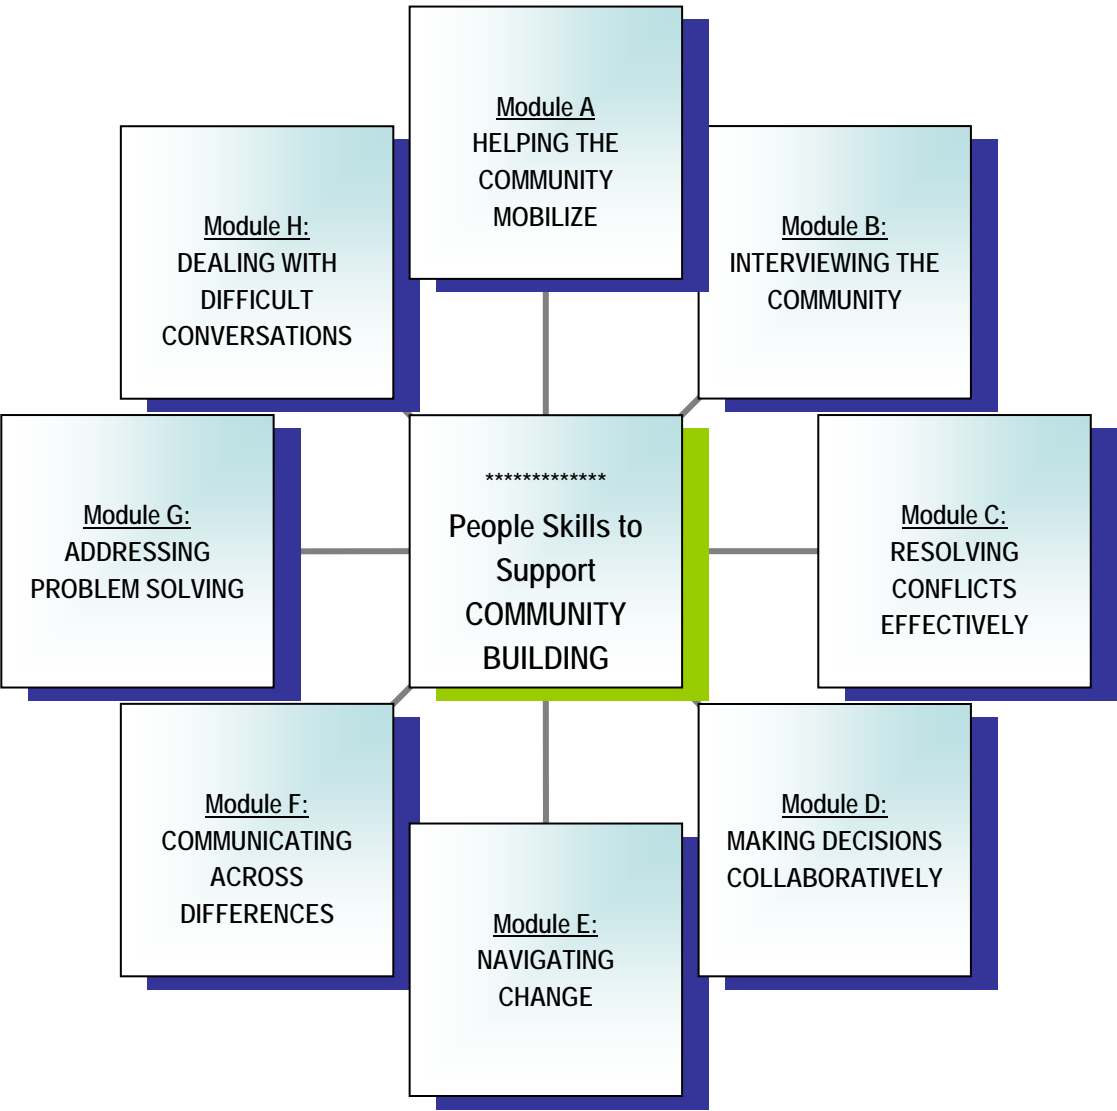 Module A
HELPING THE
COMMUNITY
MOBILIZE
Module B:
INTERVIEWING THE
COMMUNITY
Module C:
RESOLVING
CONFLICTS
EFFECTIVELY
Module D:
MAKING DECISIONS
COLLABORATIVELY
Module E:
NAVIGATING
CHANGE
Module F:
COMMUNICATING
ACROSS
DIFFERENCES
Module G:
ADDRESSING
PROBLEM SOLVING
Module H:
DEALING WITH
DIFFICULT
CONVERSATIONS
*************
People Skills to
Support
COMMUNITY
BUILDING